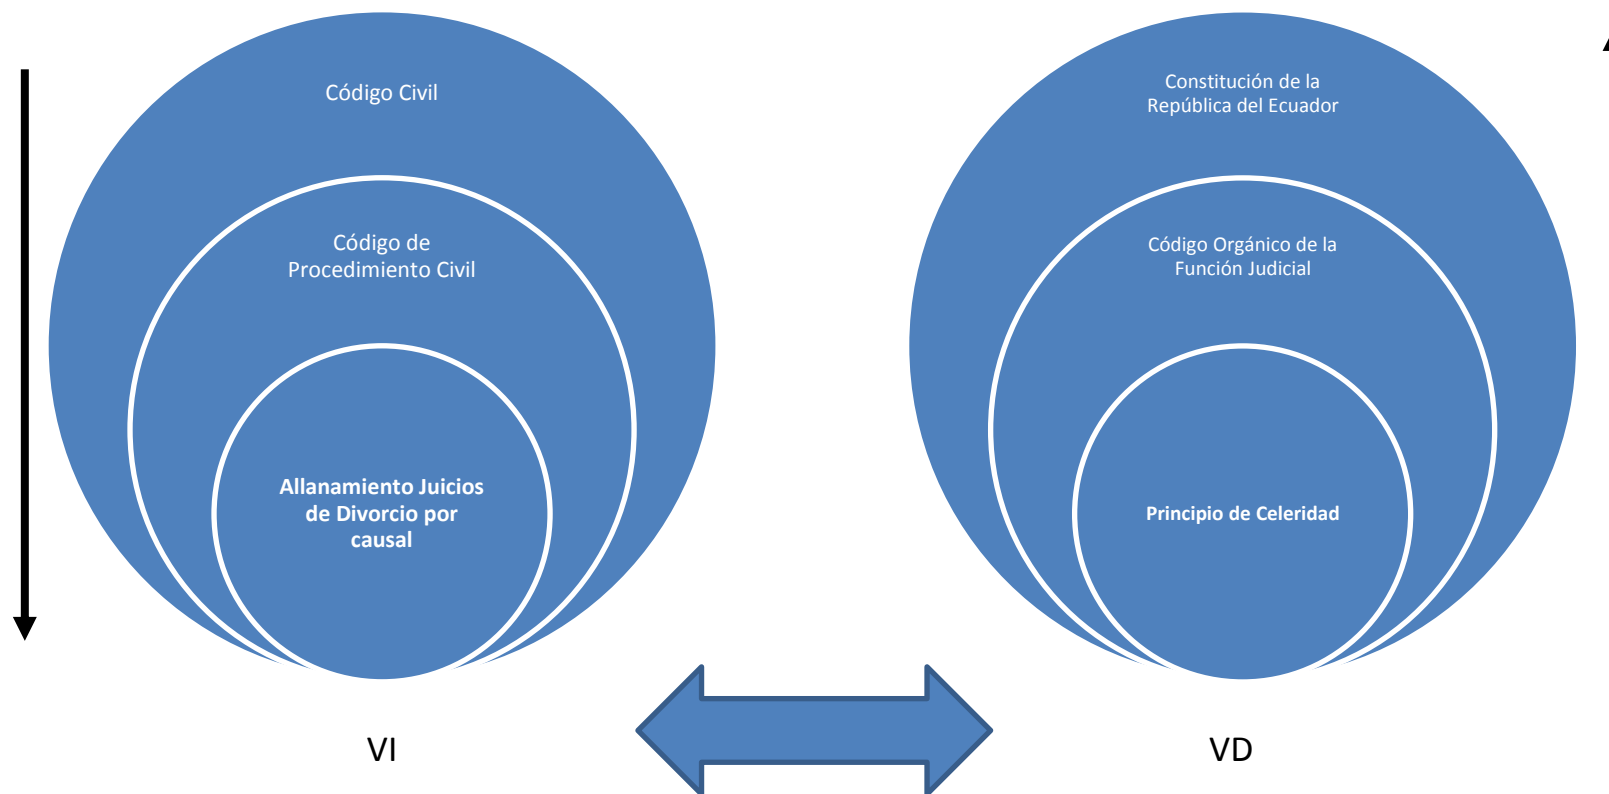 Código Civil
Código de
Procedimiento Civil
Allanamiento Juicios
de Divorcio por
causal
VI
Constitución de la
República del Ecuador
Código Orgánico de la
Función Judicial
Principio de Celeridad
VD